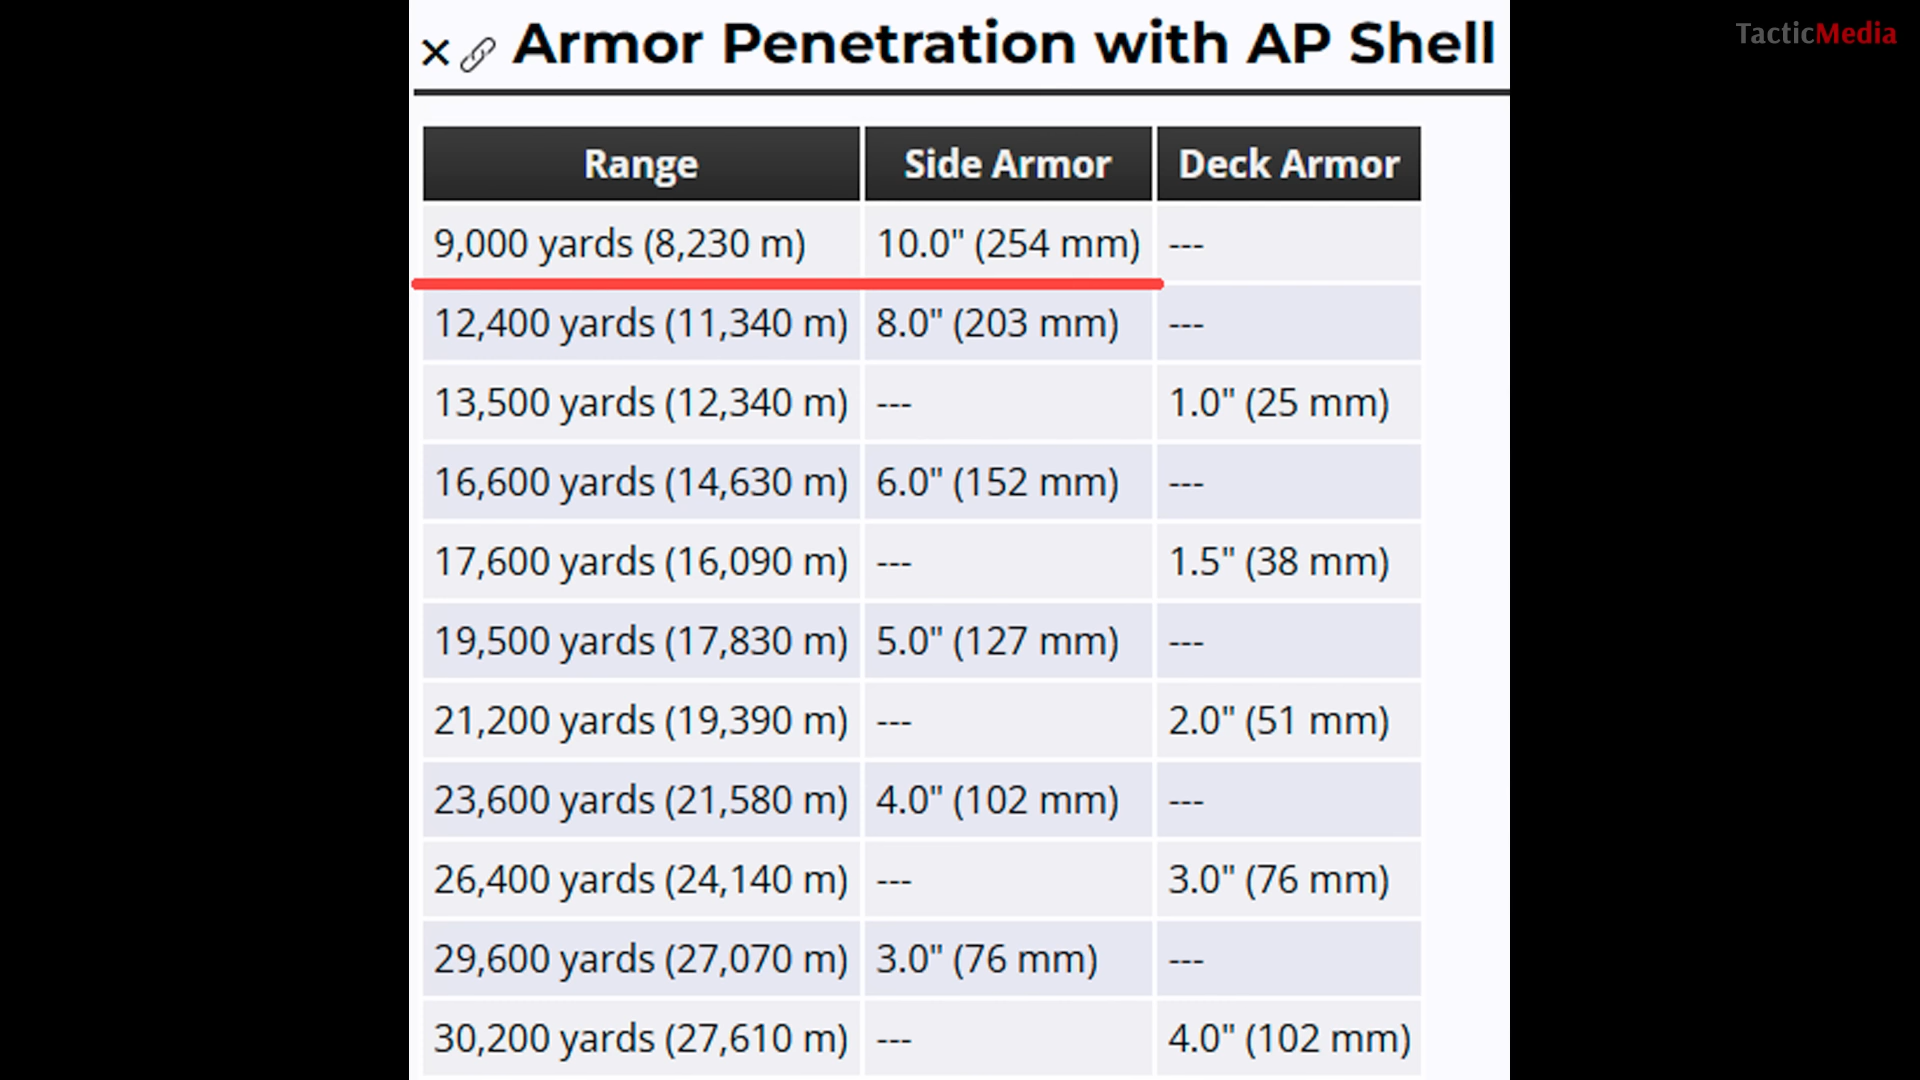 TacticMedia
× Armor Penetration with AP Shell
Range Side Armor Deck Armor
9,000 yards (8,230 m) 10.0" (254 mm) ---
12,400 yards (11,340 m) 8.0" (203 mm) ---
13,500 yards (12,340 m) --- 1.0" (25 mm)
16,600 yards (14,630 m) 6.0" (152 mm) ---
17,600 yards (16,090 m) --- 1.5" (38 mm)
19,500 yards (17,830 m) 5.0" (127 mm) ---
21,200 yards (19,390 m) --- 2.0" (51 mm)
23,600 yards (21,580 m) 4.0" (102 mm) ---
26,400 yards (24,140 m) --- 3.0" (76 mm)
29,600 yards (27,070 m) 3.0" (76 mm) ---
30,200 yards (27,610 m) --- 4.0" (102 mm)